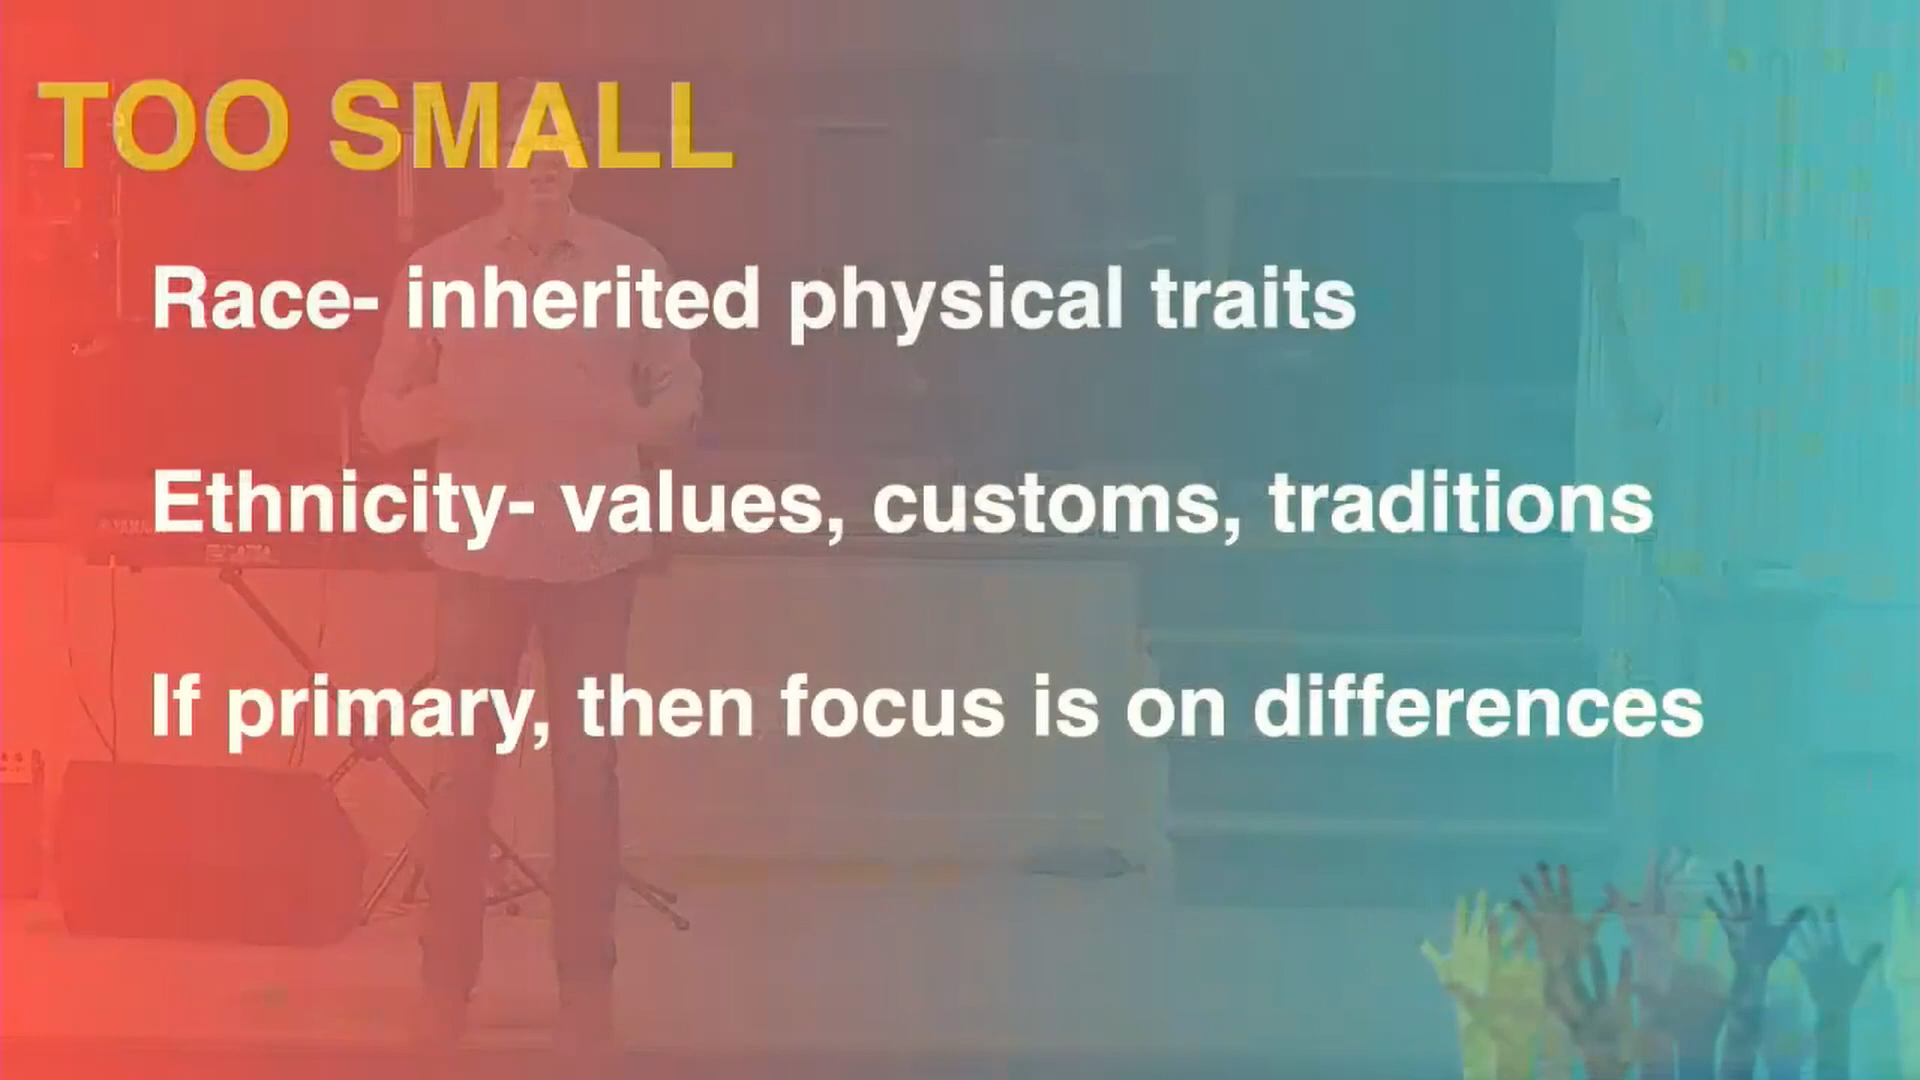 TOO SMALL
Race- inherited physical traits
Ethnicity- values, customs, traditions
If primary, then focus is on differences